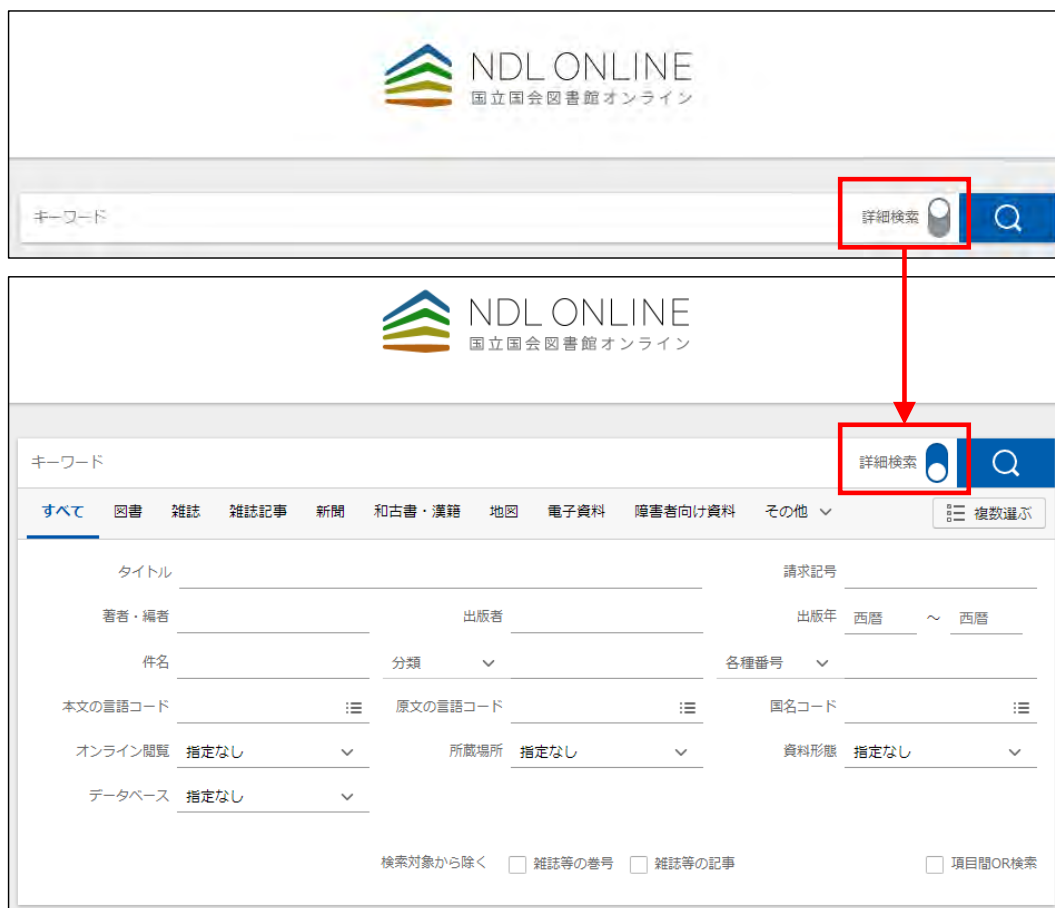 NDL ONLINE
国立国会図書館オンライン
キーワード 詳細検索
NDL ONLINE
国立国会図書館オンライン
キーワード 詳細検索
すべて 図書 雑誌 雑誌記事 新聞 和古書・漢籍 地図 電子資料 障害者向け資料 その他 複数選ぶ
タイトル 請求記号
著者・編者 出版者 出版年 西暦 ～ 西暦
件名 分類 各種番号
本文の言語コード 原文の言語コード 国名コード
オンライン閲覧 指定なし 所蔵場所 指定なし 資料形態 指定なし
データベース 指定なし
検索対象から除く 雑誌等の巻号 雑誌等の記事 項目間OR検索